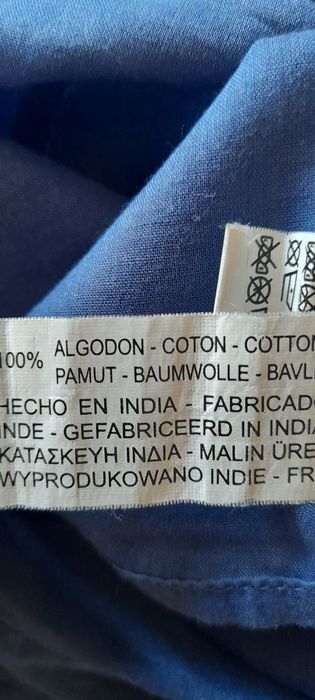 100% ALGODON - COTON - COTTON
PAMUT - BAUMWOLLE - BAVL
HECHO EN INDIA - FABRICADO
INDE - GEFABRICEERD IN INDIA
ΚΑΤΑΣΚΕΥΗ ΙΝΔΙΑ - MALIN ÜRE
WYPRODUKOWANO INDIE - FR